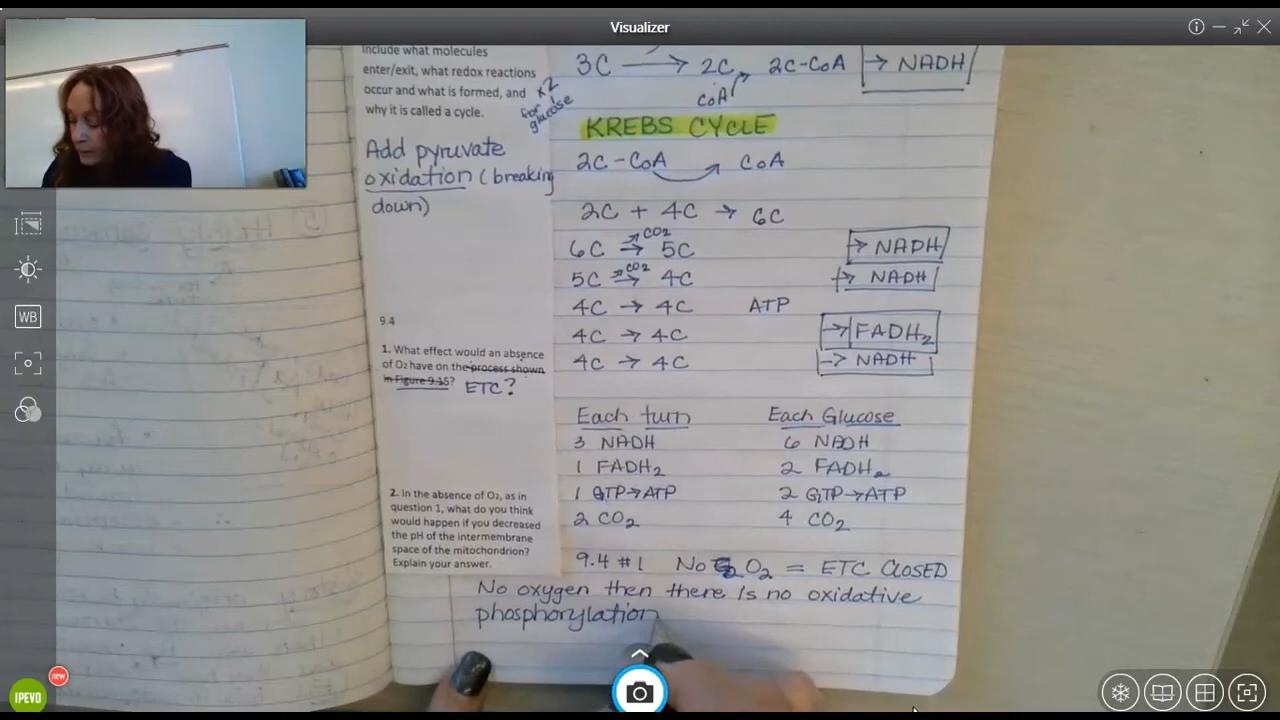 Visualizer
Include what molecules
enter/exit, what redox reactions
occur and what is formed, and
why it is called a cycle.
x2
for glucose
Add pyruvate
oxidation (breaking
down)
9.4
1. What effect would an absence
of O2 have on the process shown
in Figure 9.15? ETC?
2. In the absence of O2, as in
question 1, what do you think
would happen if you decreased
the pH of the intermembrane
space of the mitochondrion?
Explain your answer.
3C → 2C 2C-CoA → NADH
CoA
KREBS CYCLE
2C-CoA → CoA
2C + 4C → 6C
6C → CO2 5C → NADH
5C → CO2 4C → NADH
4C → 4C ATP
4C → 4C → FADH2
4C → 4C → NADH
Each turn Each Glucose
3 NADH 6 NADH
1 FADH2 2 FADH2
1 GTP→ATP 2 GTP→ATP
2 CO2 4 CO2
9.4 #1 No O2 = ETC CLOSED
No oxygen then there is no oxidative
phosphorylation
WB
IPEVO
new